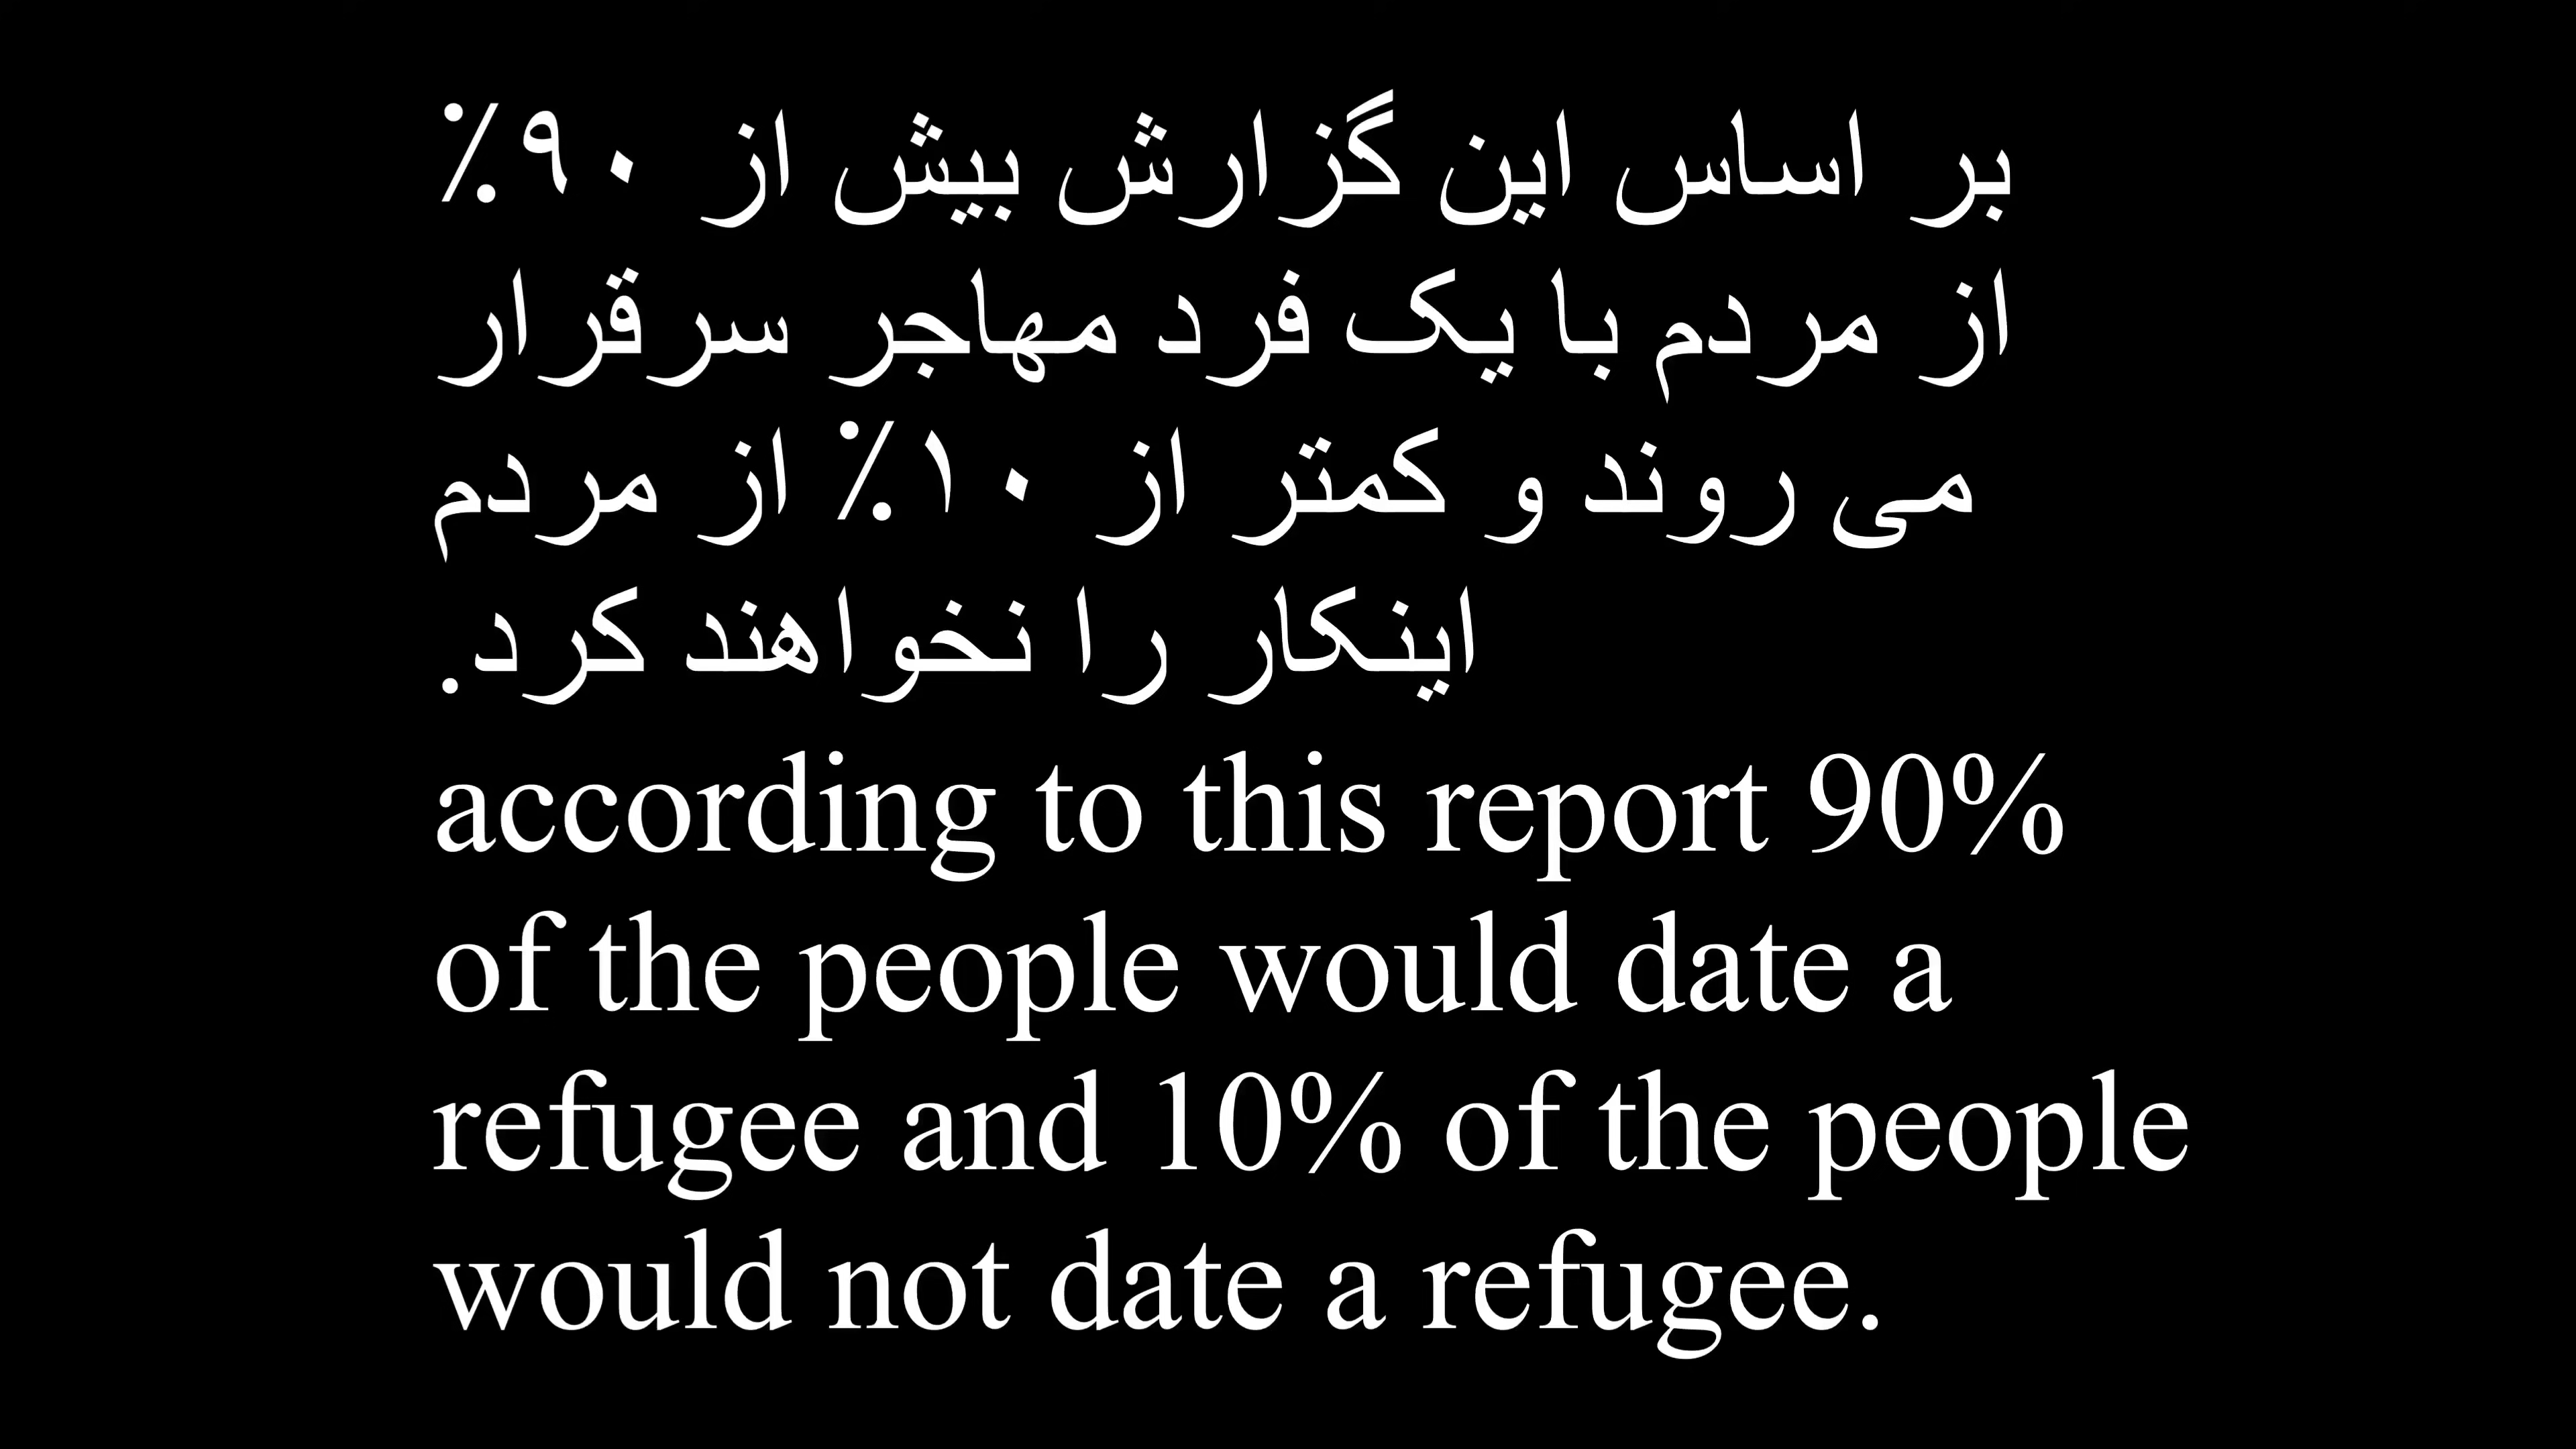 بر اساس این گزارش بیش از ۹۰٪
از مردم با یک فرد مهاجر سرقرار
می روند و کمتر از ۱۰٪ از مردم
اینکار را نخواهند کرد.
according to this report 90%
of the people would date a
refugee and 10% of the people
would not date a refugee.